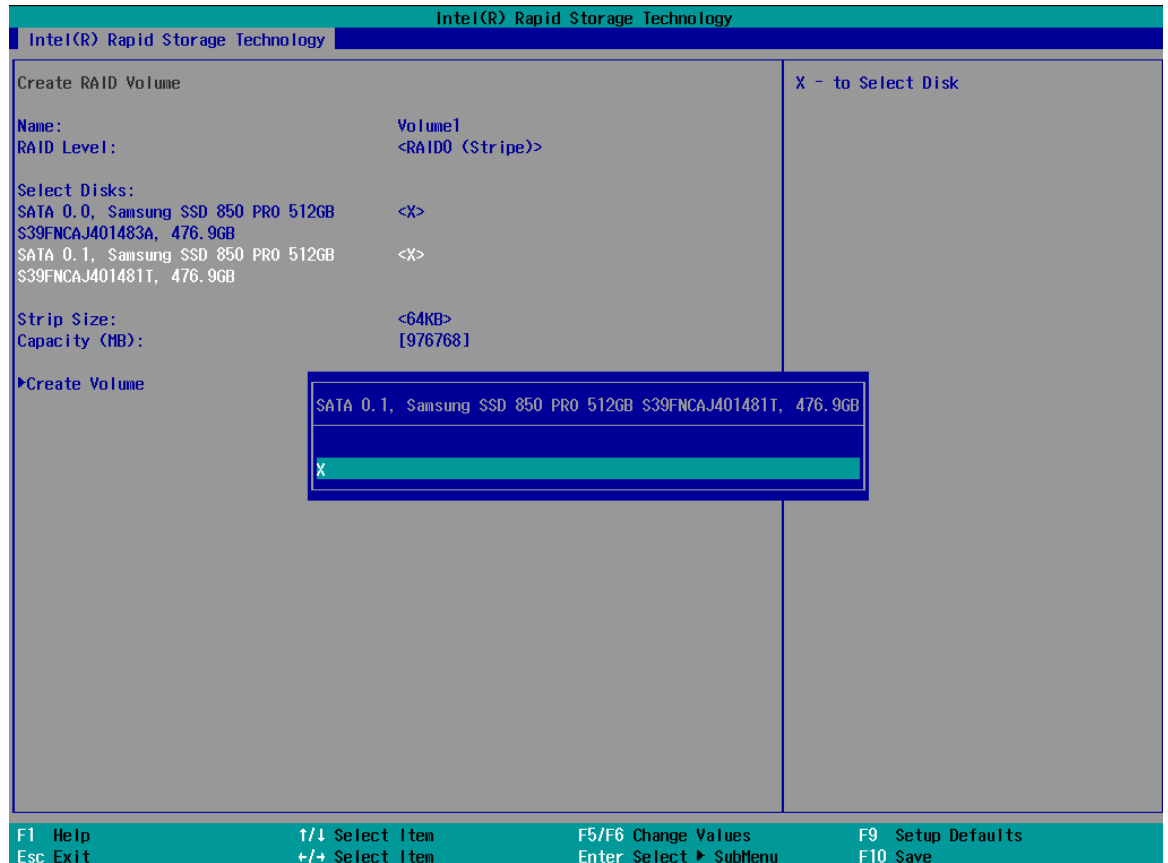 Intel(R) Rapid Storage Technology
Intel(R) Rapid Storage Technology
Create RAID Volume
X - to Select Disk
Name: Volume1
RAID Level: <RAID0 (Stripe)>
Select Disks:
SATA 0.0, Samsung SSD 850 PRO 512GB <X>
S39FNCAJ401483A, 476.9GB
SATA 0.1, Samsung SSD 850 PRO 512GB <X>
S39FNCAJ401481T, 476.9GB
Strip Size: <64KB>
Capacity (MB): [976768]
▶Create Volume
SATA 0.1, Samsung SSD 850 PRO 512GB S39FNCAJ401481T, 476.9GB
X
F1 Help ↑/↓ Select Item F5/F6 Change Values F9 Setup Defaults
Esc Exit ←/→ Select Item Enter Select ▶ SubMenu F10 Save